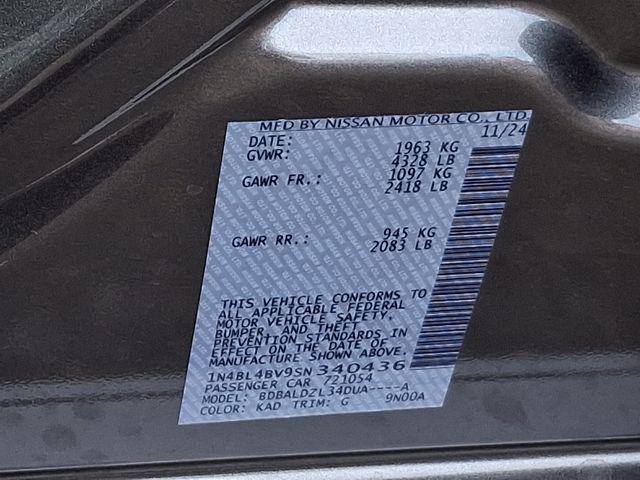 MFD BY NISSAN MOTOR CO., LTD.
DATE: 11/24
GVWR: 1963 KG
4328 LB
GAWR FR.: 1097 KG
2418 LB
GAWR RR.: 945 KG
2083 LB
THIS VEHICLE CONFORMS TO
ALL APPLICABLE FEDERAL
MOTOR VEHICLE SAFETY,
BUMPER, AND THEFT
PREVENTION STANDARDS IN
EFFECT ON THE DATE OF
MANUFACTURE SHOWN ABOVE.
1N4BL4BV9SN340436
PASSENGER CAR 721054
MODEL: BDBALDZL34DUA----A
COLOR: KAD TRIM: G 9N00A